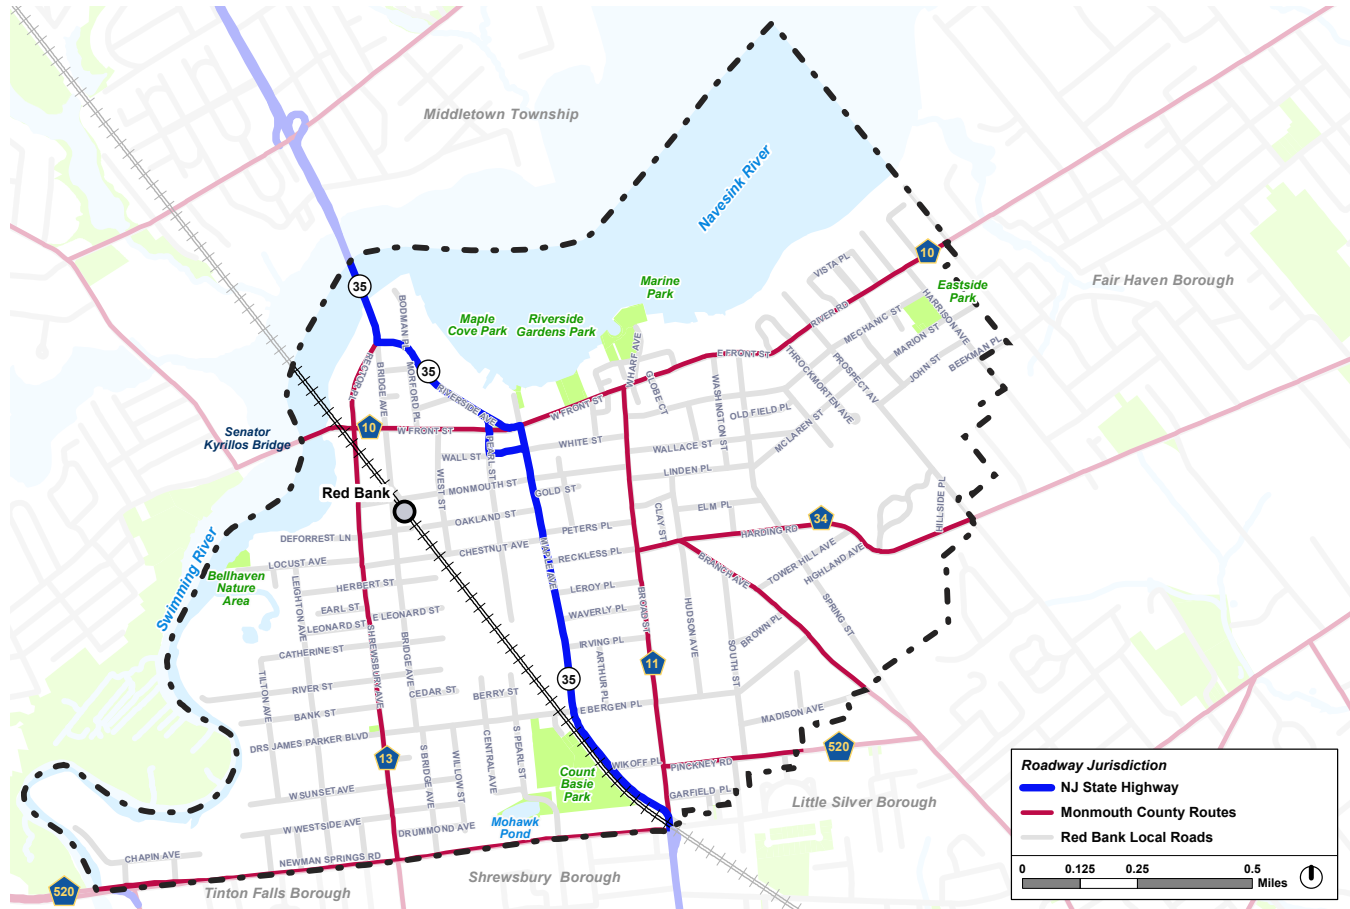 Middletown Township
Navesink River
Fair Haven Borough
35
10
VISTA PL
Eastside
Park
Marine
Park
Maple
Cove Park
Riverside
Gardens Park
BODMAN PL
RIVER RD
MECHANIC ST
HARRISON AVE
MARION ST
BEEKMAN PL
JOHN ST
PROSPECT AV
THROCKMORTEN AVE
E FRONT ST
WHARF AVE
GLOBE CT
WASHINGTON ST
OLD FIELD PL
MCLAREN ST
RECTOR PL
BRIDGE AVE
MORFORD PL
35
RIVERSIDE AVE
W FRONT ST
10
W FRONT ST
Senator
Kyrillos Bridge
PEARL ST
WALL ST
WHITE ST
WALLACE ST
LINDEN PL
WEST ST
MONMOUTH ST
GOLD ST
Red Bank
OAKLAND ST
PETERS PL
CLAY ST
ELM PL
HILLSIDE PL
34
HARDING RD
DEFORREST LN
CHESTNUT AVE
RECKLESS PL
MAPLE AVE
BRANCH AVE
TOWER HILL AVE
HIGHLAND AVE
Swimming River
LOCUST AVE
Bellhaven
Nature
Area
LEIGHTON AVE
HERBERT ST
LEROY PL
BROAD ST
EARL ST
E LEONARD ST
LEONARD ST
WAVERLY PL
HUDSON AVE
SPRING ST
BROWN PL
CATHERINE ST
SHREWSBURY AVE
BRIDGE AVE
IRVING PL
ARTHUR PL
SOUTH ST
11
TILTON AVE
RIVER ST
CEDAR ST
BERRY ST
35
BANK ST
E BERGEN PL
MADISON AVE
DRS JAMES PARKER BLVD
13
S BRIDGE AVE
WILLOW ST
CENTRAL AVE
S PEARL ST
520
WIKOFF PL
PINCKNEY RD
Count
Basie
Park
W SUNSET AVE
GARFIELD PL
Little Silver Borough
W WESTSIDE AVE
DRUMMOND AVE
Mohawk
Pond
CHAPIN AVE
NEWMAN SPRINGS RD
520
Tinton Falls Borough
Shrewsbury Borough
Roadway Jurisdiction
NJ State Highway
Monmouth County Routes
Red Bank Local Roads
0 0.125 0.25 0.5
Miles